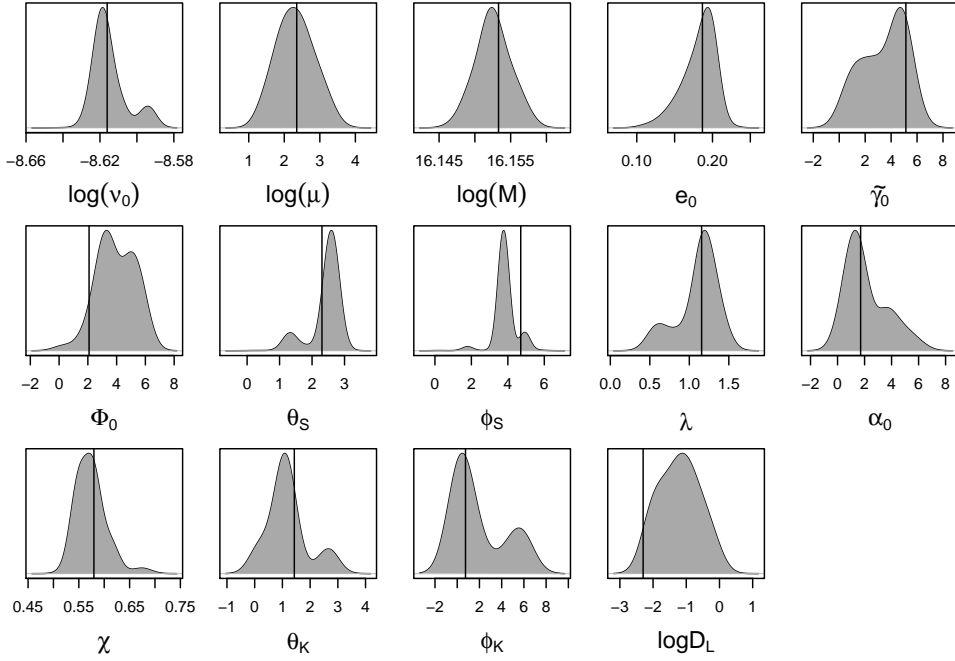 −8.66 −8.62 −8.58 1 2 3 4 16.145 16.155 0.10 0.20 −2 0 2 4 6 8
log(ν₀) log(μ) log(M) e₀ γ̃₀
−2 0 2 4 6 8 0 1 2 3 0 2 4 6 0.0 0.5 1.0 1.5 −2 0 2 4 6 8
Φ₀ θ_S ϕ_S λ α₀
0.45 0.55 0.65 0.75 −1 0 1 2 3 4 −2 0 2 4 6 8 −3 −2 −1 0 1
χ θ_K ϕ_K logD_L